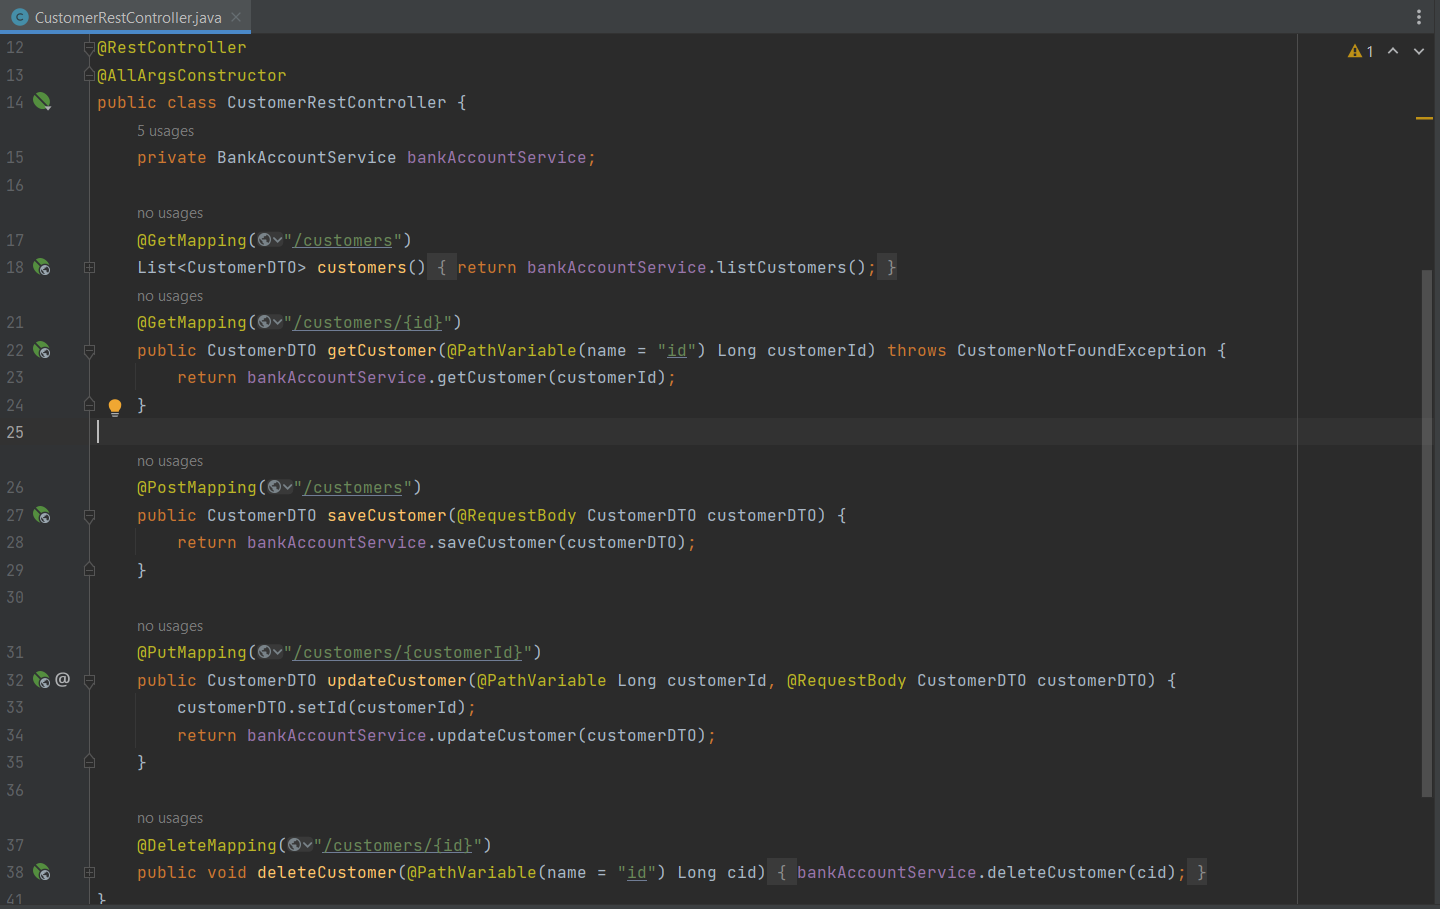 CustomerRestController.java
1
12 @RestController
13 @AllArgsConstructor
14 public class CustomerRestController {
5 usages
15 private BankAccountService bankAccountService;
16
no usages
17 @GetMapping("/customers")
18 List<CustomerDTO> customers() { return bankAccountService.listCustomers(); }
no usages
21 @GetMapping("/customers/{id}")
22 public CustomerDTO getCustomer(@PathVariable(name = "id") Long customerId) throws CustomerNotFoundException {
23 return bankAccountService.getCustomer(customerId);
24 }
25
no usages
26 @PostMapping("/customers")
27 public CustomerDTO saveCustomer(@RequestBody CustomerDTO customerDTO) {
28 return bankAccountService.saveCustomer(customerDTO);
29 }
30
no usages
31 @PutMapping("/customers/{customerId}")
32 @ public CustomerDTO updateCustomer(@PathVariable Long customerId, @RequestBody CustomerDTO customerDTO) {
33 customerDTO.setId(customerId);
34 return bankAccountService.updateCustomer(customerDTO);
35 }
36
no usages
37 @DeleteMapping("/customers/{id}")
38 public void deleteCustomer(@PathVariable(name = "id") Long cid) { bankAccountService.deleteCustomer(cid); }
41 }